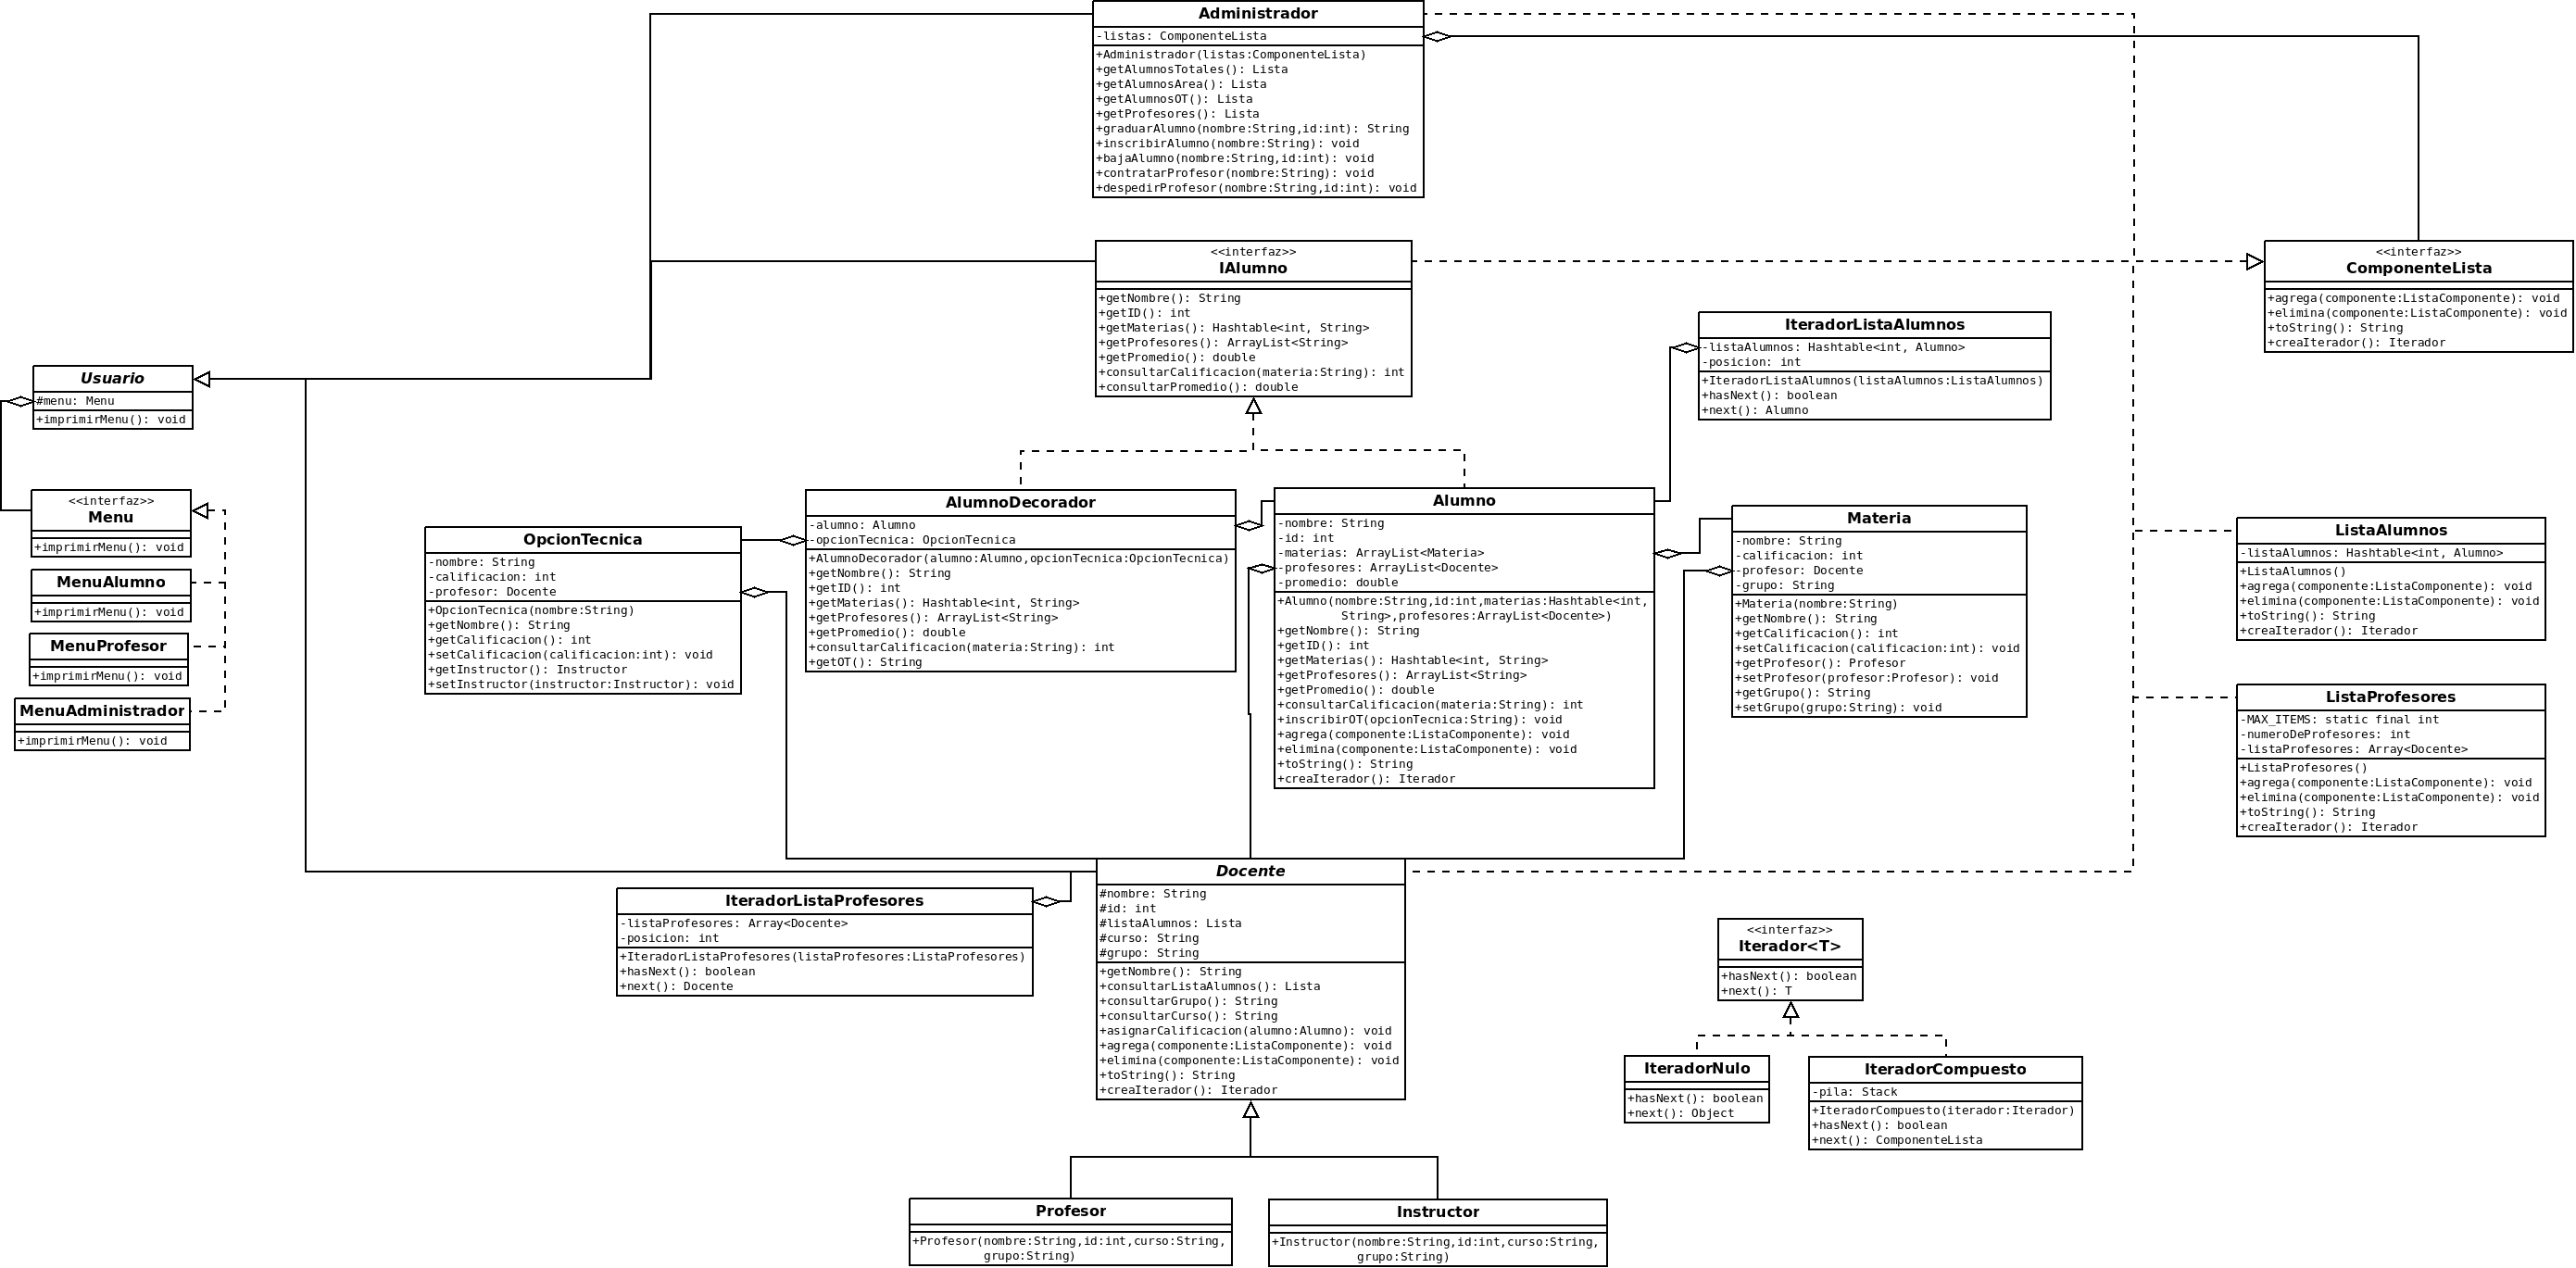 Administrador
-listas: ComponenteLista
+Administrador(listas:ComponenteLista)
+getAlumnosTotales(): Lista
+getAlumnosArea(): Lista
+getAlumnosOT(): Lista
+getProfesores(): Lista
+graduarAlumno(nombre:String,id:int): String
+inscribirAlumno(nombre:String): void
+bajaAlumno(nombre:String,id:int): void
+contratarProfesor(nombre:String): void
+despedirProfesor(nombre:String,id:int): void
<<interfaz>>
IAlumno
+getNombre(): String
+getID(): int
+getMaterias(): Hashtable<int, String>
+getProfesores(): ArrayList<String>
+getPromedio(): double
+consultarCalificacion(materia:String): int
+consultarPromedio(): double
<<interfaz>>
ComponenteLista
+agrega(componente:ListaComponente): void
+elimina(componente:ListaComponente): void
+toString(): String
+creaIterador(): Iterador
IteradorListaAlumnos
-listaAlumnos: Hashtable<int, Alumno>
-posicion: int
+IteradorListaAlumnos(listaAlumnos:ListaAlumnos)
+hasNext(): boolean
+next(): Alumno
Usuario
#menu: Menu
+imprimirMenu(): void
<<interfaz>>
Menu
+imprimirMenu(): void
MenuAlumno
+imprimirMenu(): void
MenuProfesor
+imprimirMenu(): void
MenuAdministrador
+imprimirMenu(): void
OpcionTecnica
-nombre: String
-calificacion: int
-profesor: Docente
+OpcionTecnica(nombre:String)
+getNombre(): String
+getCalificacion(): int
+setCalificacion(calificacion:int): void
+getInstructor(): Instructor
+setInstructor(instructor:Instructor): void
AlumnoDecorador
-alumno: Alumno
-opcionTecnica: OpcionTecnica
+AlumnoDecorador(alumno:Alumno,opcionTecnica:OpcionTecnica)
+getNombre(): String
+getID(): int
+getMaterias(): Hashtable<int, String>
+getProfesores(): ArrayList<String>
+getPromedio(): double
+consultarCalificacion(materia:String): int
+getOT(): String
Alumno
-nombre: String
-id: int
-materias: ArrayList<Materia>
-profesores: ArrayList<Docente>
-promedio: double
+Alumno(nombre:String,id:int,materias:Hashtable<int,
String>,profesores:ArrayList<Docente>)
+getNombre(): String
+getID(): int
+getMaterias(): Hashtable<int, String>
+getProfesores(): ArrayList<String>
+getPromedio(): double
+consultarCalificacion(materia:String): int
+inscribirOT(opcionTecnica:String): void
+agrega(componente:ListaComponente): void
+elimina(componente:ListaComponente): void
+toString(): String
+creaIterador(): Iterador
Materia
-nombre: String
-calificacion: int
-profesor: Docente
-grupo: String
+Materia(nombre:String)
+getNombre(): String
+getCalificacion(): int
+setCalificacion(calificacion:int): void
+getProfesor(): Profesor
+setProfesor(profesor:Profesor): void
+getGrupo(): String
+setGrupo(grupo:String): void
ListaAlumnos
-listaAlumnos: Hashtable<int, Alumno>
+ListaAlumnos()
+agrega(componente:ListaComponente): void
+elimina(componente:ListaComponente): void
+toString(): String
+creaIterador(): Iterador
ListaProfesores
-MAX_ITEMS: static final int
-numeroDeProfesores: int
-listaProfesores: Array<Docente>
+ListaProfesores()
+agrega(componente:ListaComponente): void
+elimina(componente:ListaComponente): void
+toString(): String
+creaIterador(): Iterador
IteradorListaProfesores
-listaProfesores: Array<Docente>
-posicion: int
+IteradorListaProfesores(listaProfesores:ListaProfesores)
+hasNext(): boolean
+next(): Docente
Docente
#nombre: String
#id: int
#listaAlumnos: Lista
#curso: String
#grupo: String
+getNombre(): String
+consultarListaAlumnos(): Lista
+consultarGrupo(): String
+consultarCurso(): String
+asignarCalificacion(alumno:Alumno): void
+agrega(componente:ListaComponente): void
+elimina(componente:ListaComponente): void
+toString(): String
+creaIterador(): Iterador
<<interfaz>>
Iterador<T>
+hasNext(): boolean
+next(): T
IteradorNulo
+hasNext(): boolean
+next(): Object
IteradorCompuesto
-pila: Stack
+IteradorCompuesto(iterador:Iterador)
+hasNext(): boolean
+next(): ComponenteLista
Profesor
+Profesor(nombre:String,id:int,curso:String,
grupo:String)
Instructor
+Instructor(nombre:String,id:int,curso:String,
grupo:String)